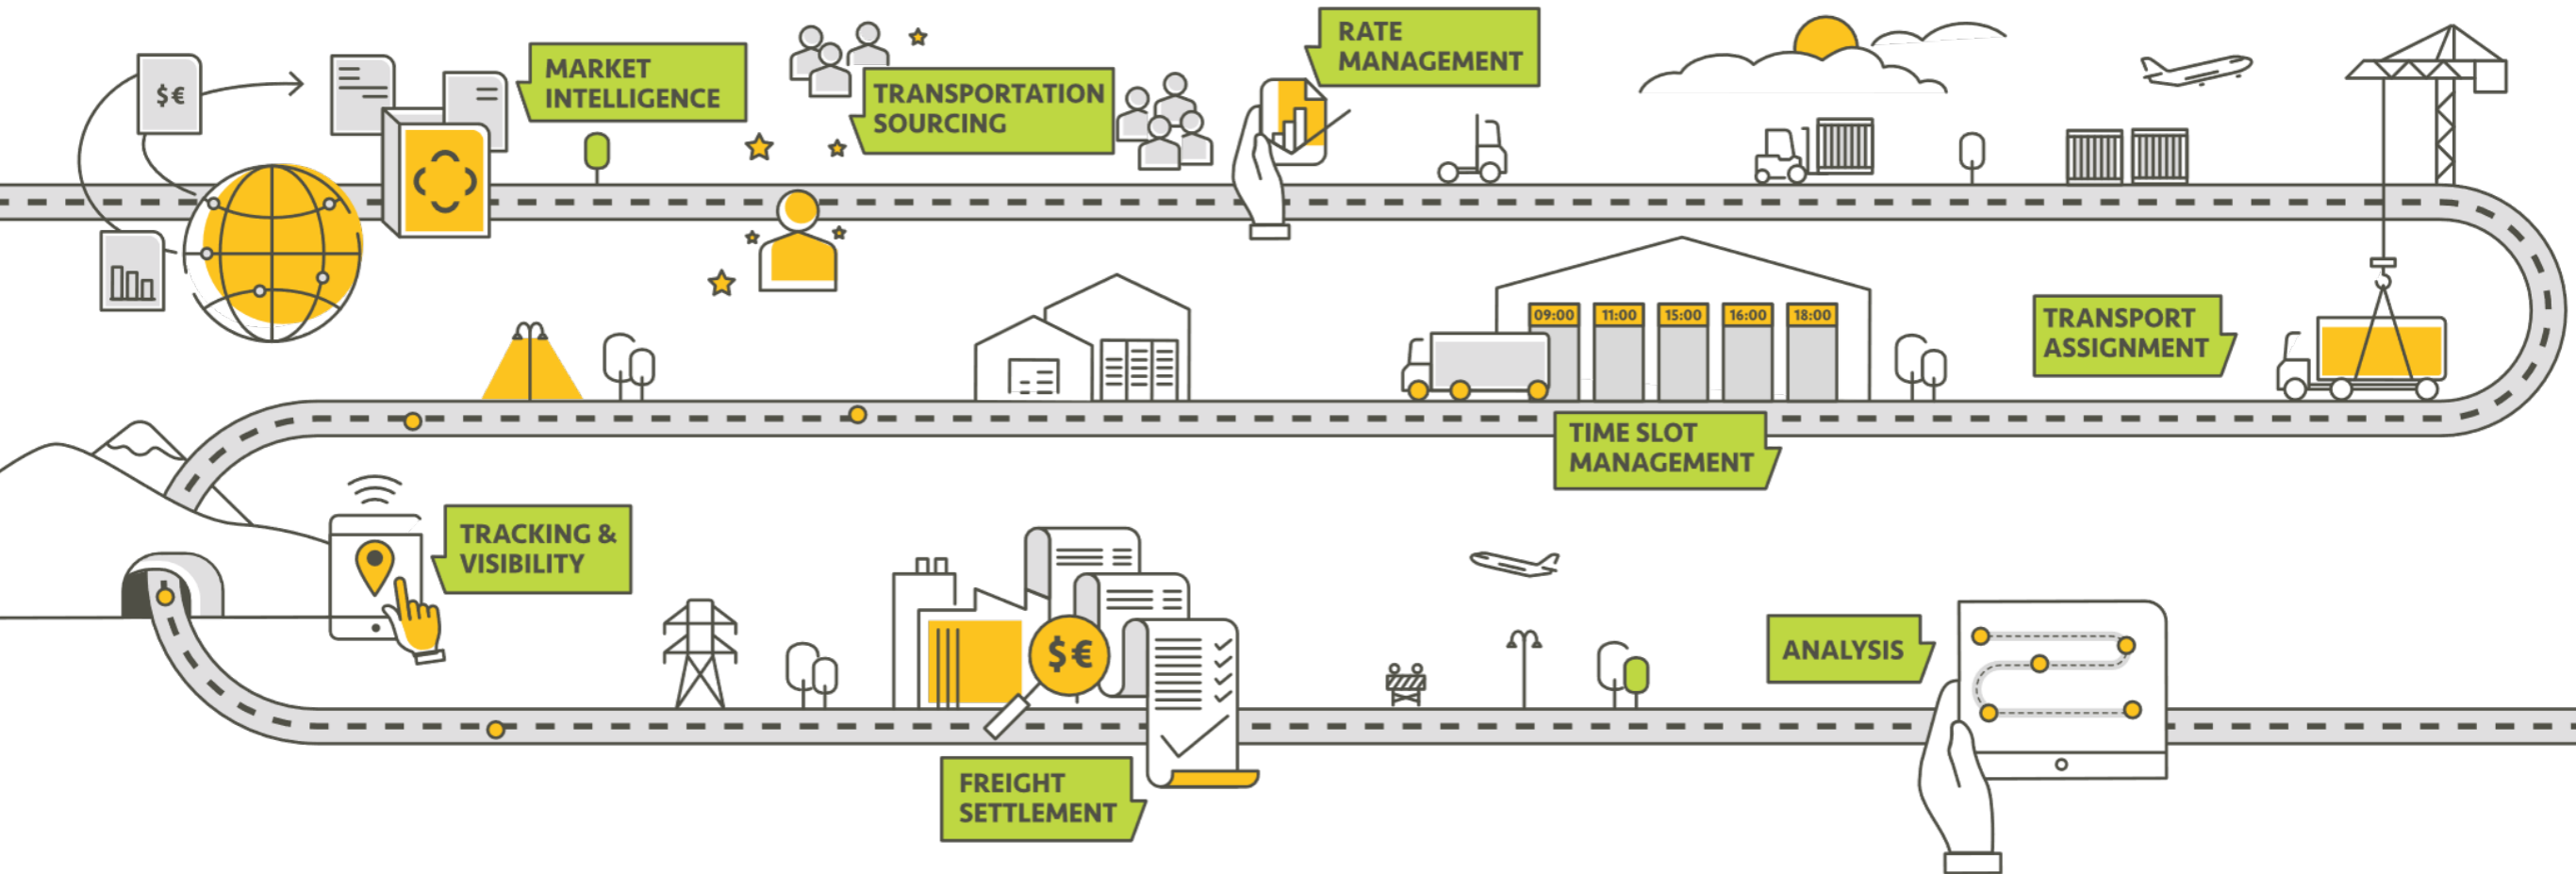 $€
MARKET
INTELLIGENCE
TRANSPORTATION
SOURCING
RATE
MANAGEMENT
TRANSPORT
ASSIGNMENT
09:00
11:00
15:00
16:00
18:00
TIME SLOT
MANAGEMENT
TRACKING &
VISIBILITY
$€
FREIGHT
SETTLEMENT
ANALYSIS